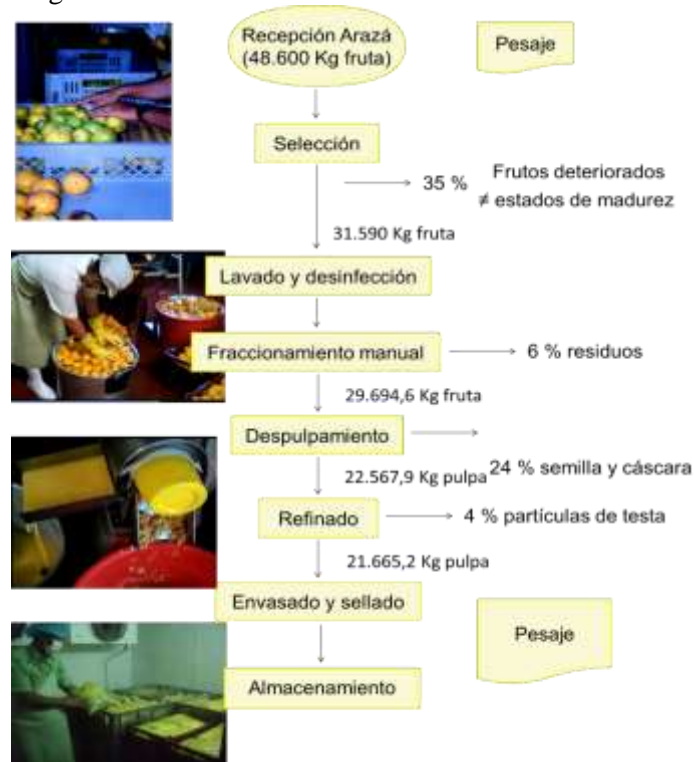 Recepción Arazá
(48.600 Kg fruta)
Pesaje
Selección
35 %
Frutos deteriorados
≠ estados de madurez
31.590 Kg fruta
Lavado y desinfección
Fraccionamiento manual
6 % residuos
29.694,6 Kg fruta
Despulpamiento
22.567,9 Kg pulpa
24 % semilla y cáscara
Refinado
4 % partículas de testa
21.665,2 Kg pulpa
Envasado y sellado
Pesaje
Almacenamiento